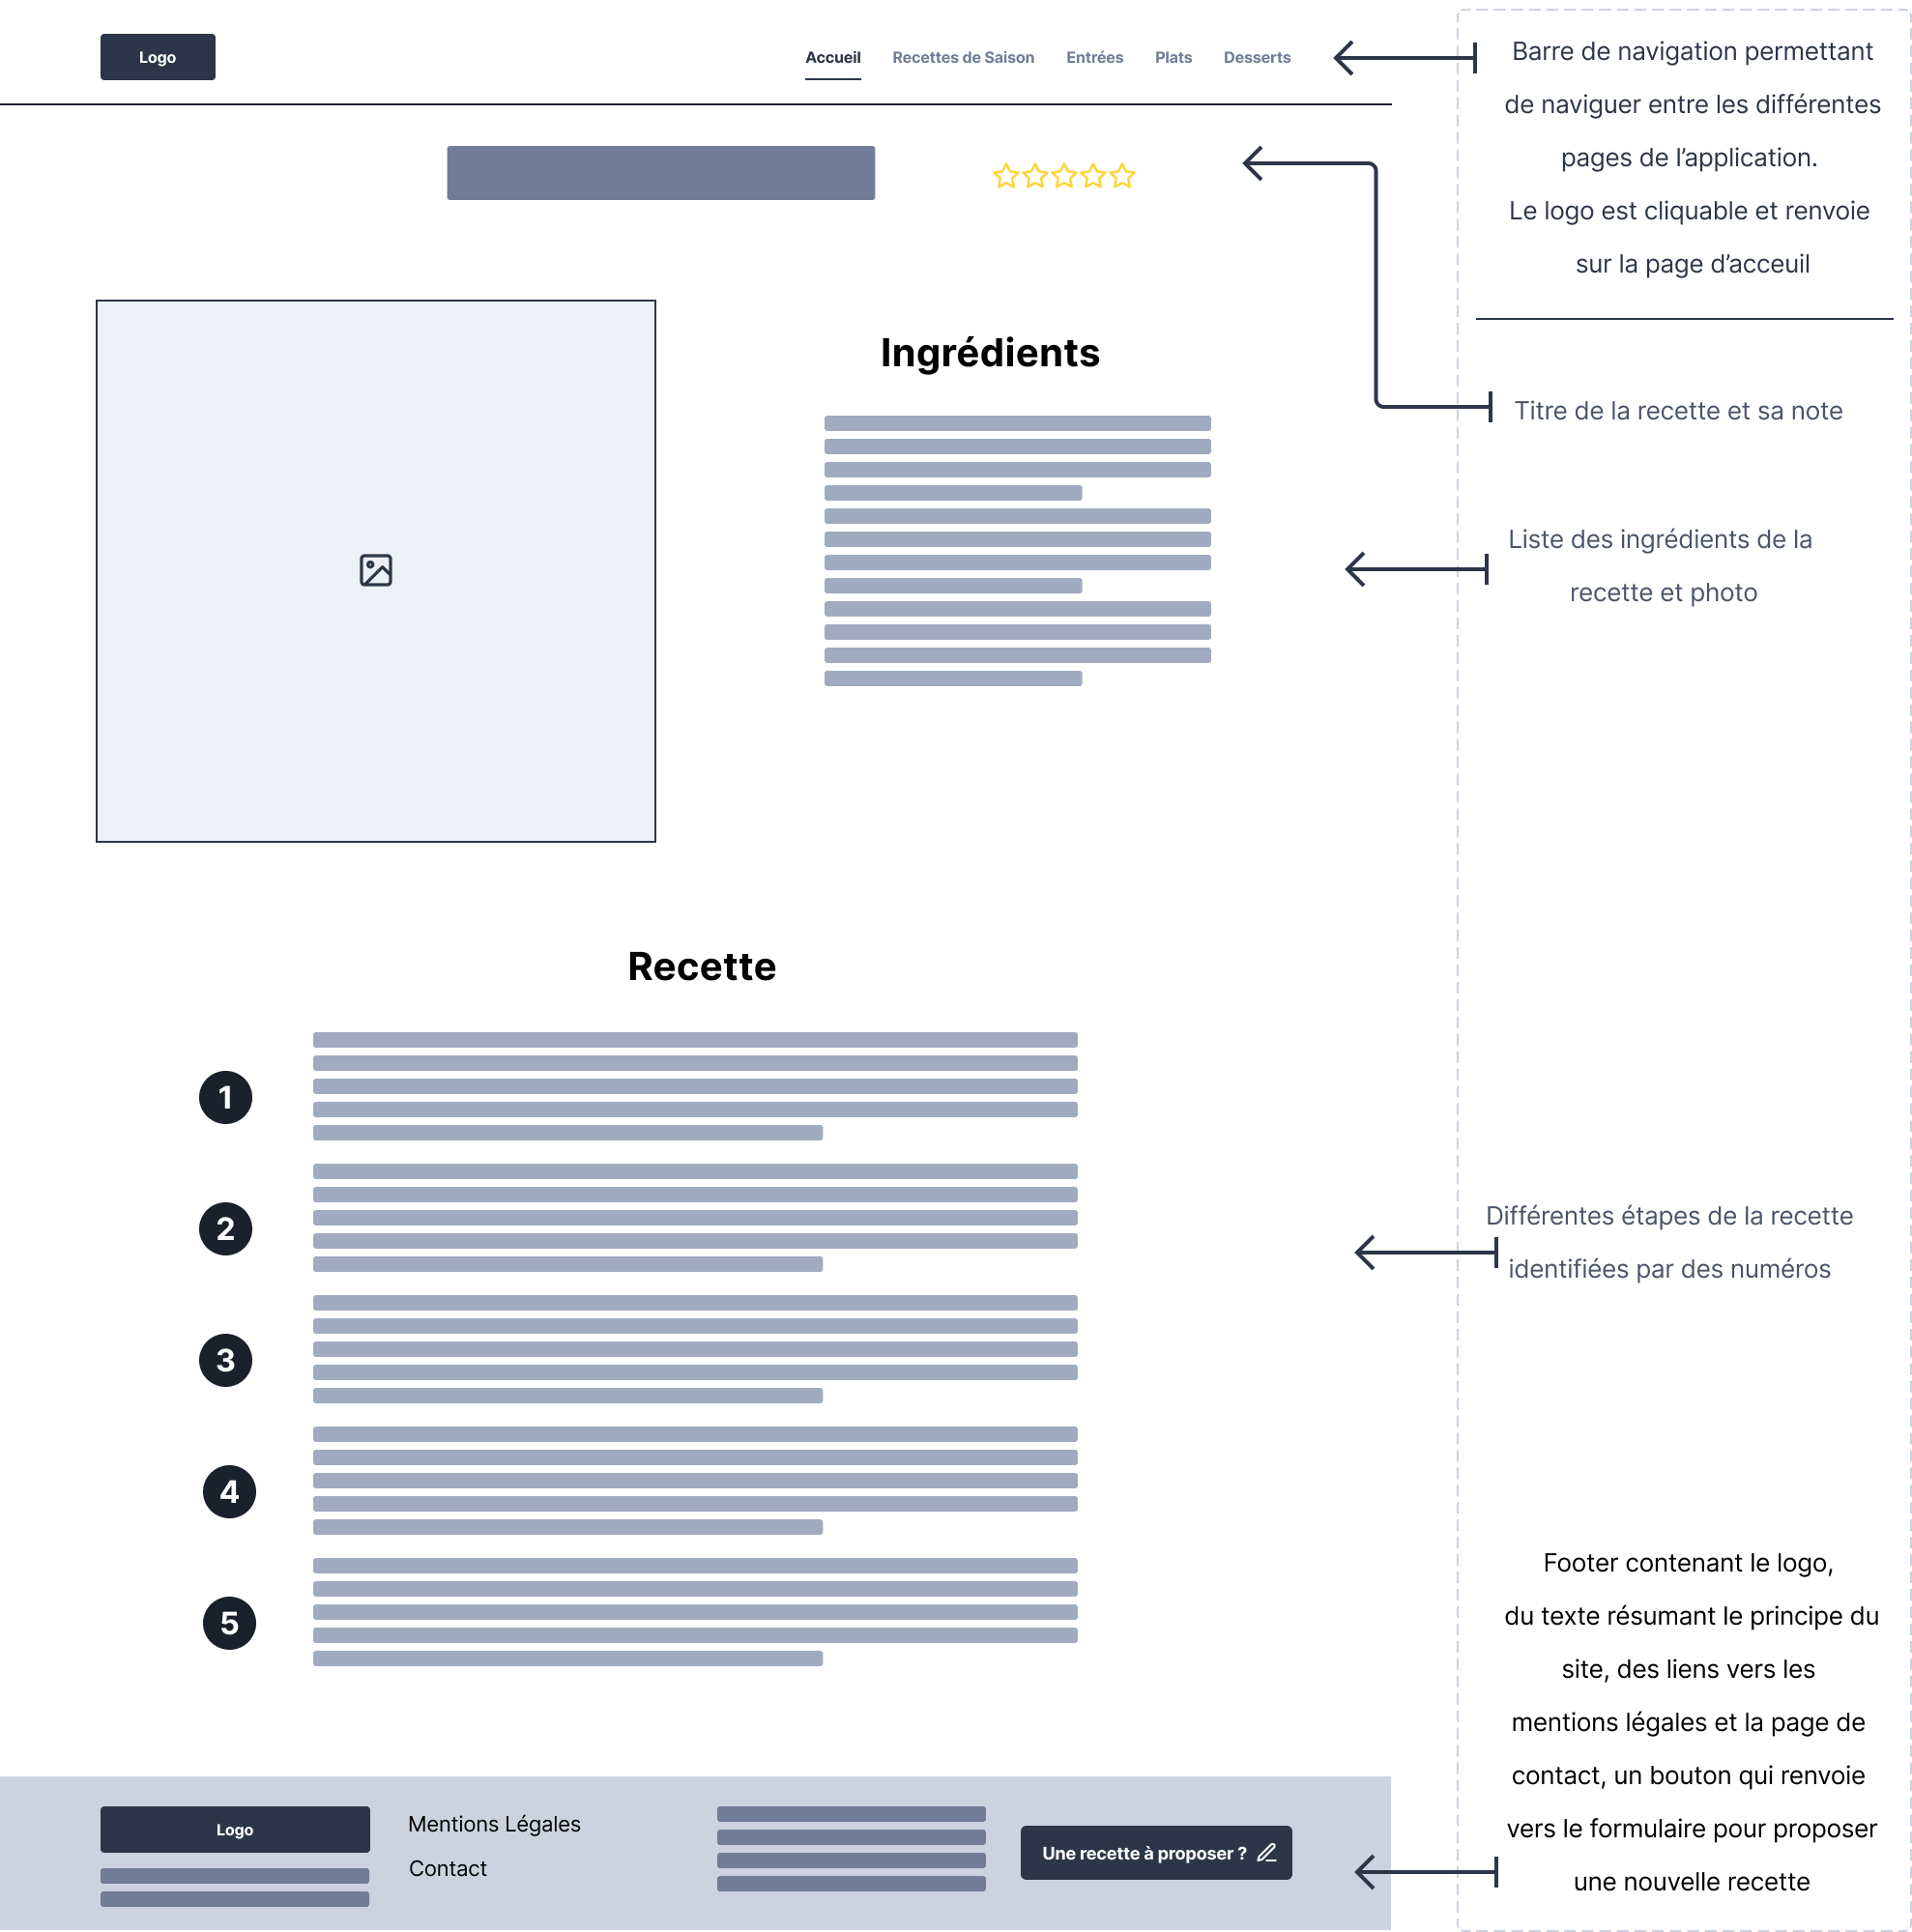 Logo
Accueil Recettes de Saison Entrées Plats Desserts
Barre de navigation permettant
de naviguer entre les différentes
pages de l’application.
Le logo est cliquable et renvoie
sur la page d’acceuil
Titre de la recette et sa note
Ingrédients
Liste des ingrédients de la
recette et photo
Recette
1
2
3
4
5
Différentes étapes de la recette
identifiées par des numéros
Footer contenant le logo,
du texte résumant le principe du
site, des liens vers les
mentions légales et la page de
contact, un bouton qui renvoie
vers le formulaire pour proposer
une nouvelle recette
Logo
Mentions Légales
Contact
Une recette à proposer ?